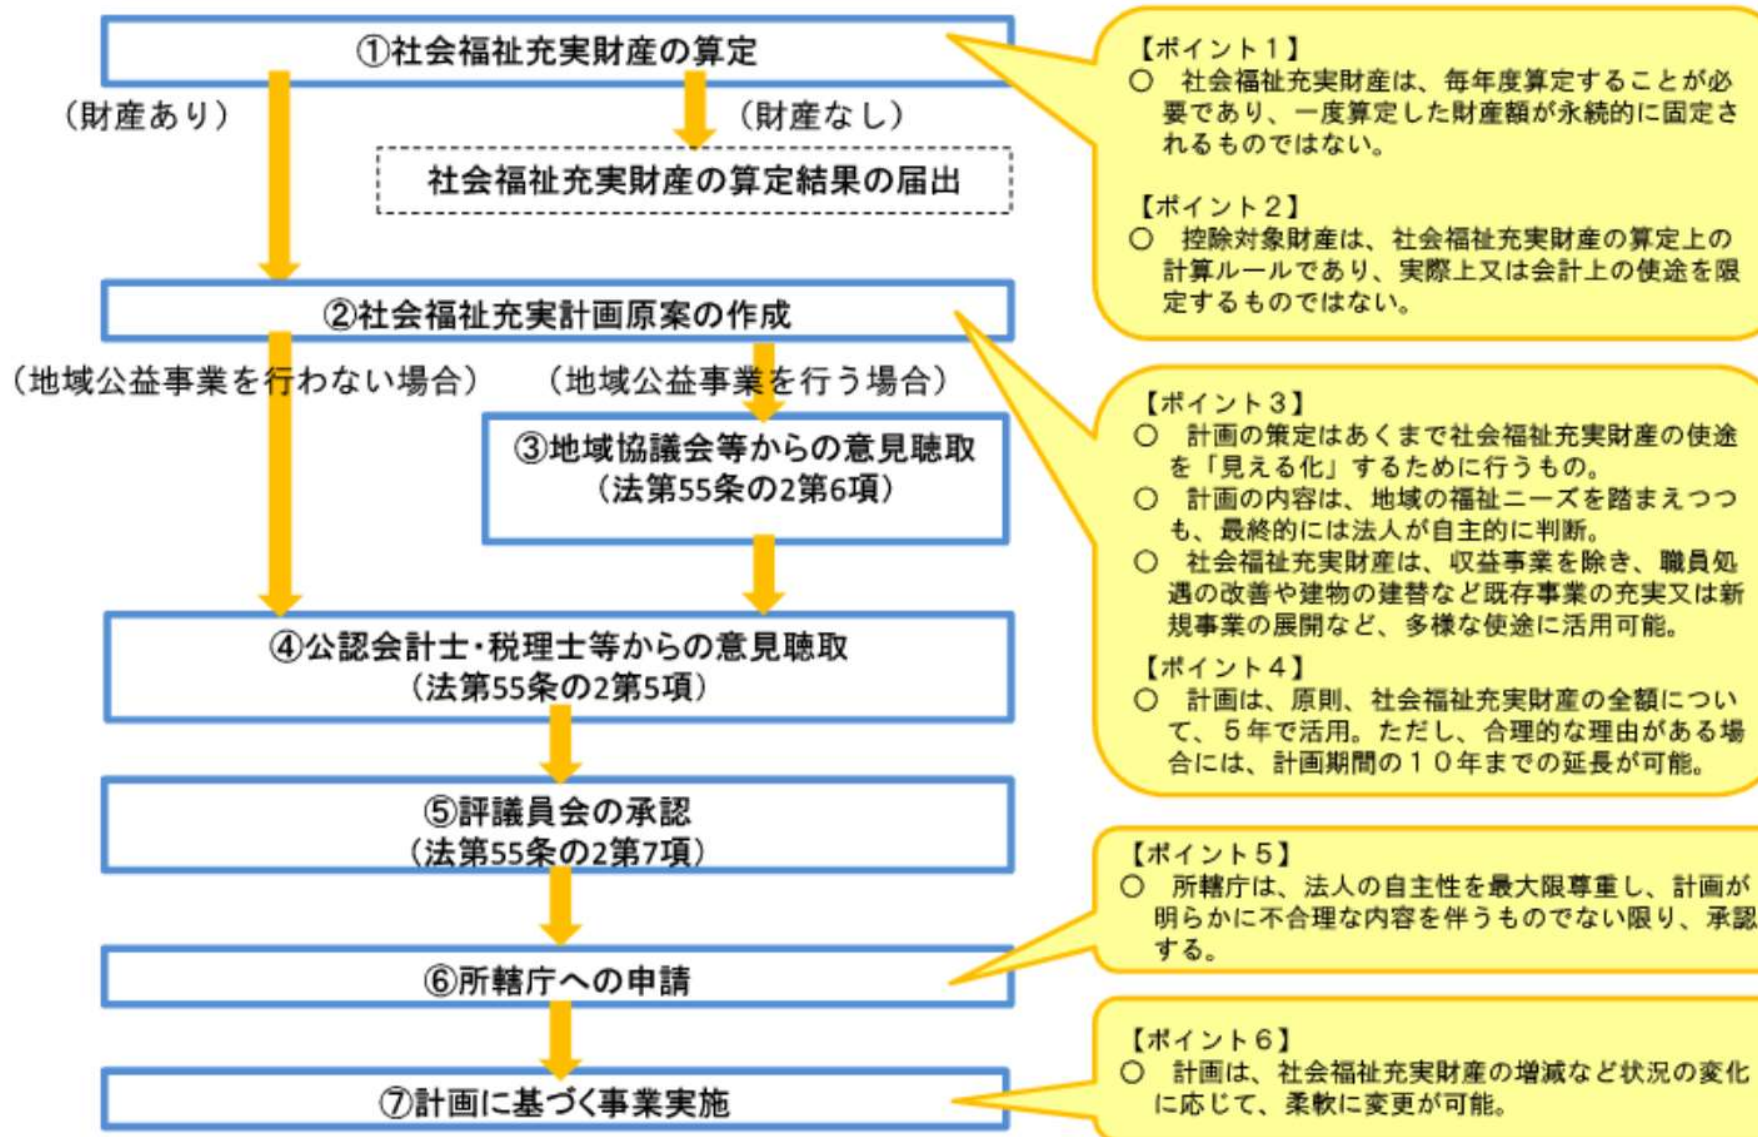 ①社会福祉充実財産の算定
（財産あり）
（財産なし）
社会福祉充実財産の算定結果の届出
②社会福祉充実計画原案の作成
（地域公益事業を行わない場合）
（地域公益事業を行う場合）
③地域協議会等からの意見聴取
（法第55条の2第6項）
④公認会計士・税理士等からの意見聴取
（法第55条の2第5項）
⑤評議員会の承認
（法第55条の2第7項）
⑥所轄庁への申請
⑦計画に基づく事業実施
【ポイント１】
○　社会福祉充実財産は、毎年度算定することが必
要であり、一度算定した財産額が永続的に固定さ
れるものではない。
【ポイント２】
○　控除対象財産は、社会福祉充実財産の算定上の
計算ルールであり、実際上又は会計上の使途を限
定するものではない。
【ポイント３】
○　計画の策定はあくまで社会福祉充実財産の使途
を「見える化」するために行うもの。
○　計画の内容は、地域の福祉ニーズを踏まえつつ
も、最終的には法人が自主的に判断。
○　社会福祉充実財産は、収益事業を除き、職員処
遇の改善や建物の建替など既存事業の充実又は新
規事業の展開など、多様な使途に活用可能。
【ポイント４】
○　計画は、原則、社会福祉充実財産の全額につい
て、５年で活用。ただし、合理的な理由がある場
合には、計画期間の１０年までの延長が可能。
【ポイント５】
○　所轄庁は、法人の自主性を最大限尊重し、計画が
明らかに不合理な内容を伴うものでない限り、承認
する。
【ポイント６】
○　計画は、社会福祉充実財産の増減など状況の変化
に応じて、柔軟に変更が可能。